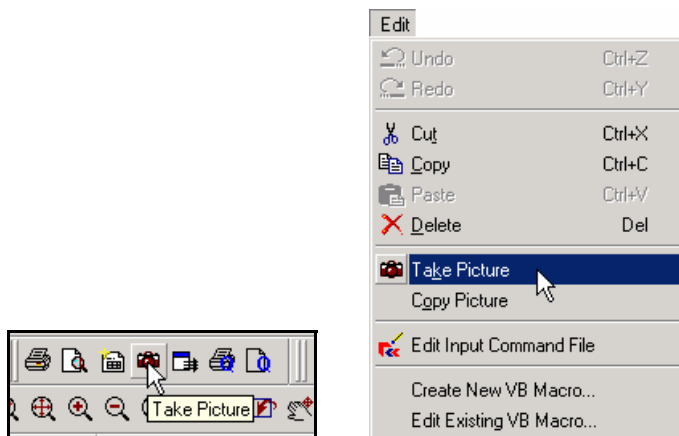 Edit
Undo Ctrl+Z
Redo Ctrl+Y
Cut Ctrl+X
Copy Ctrl+C
Paste Ctrl+V
Delete Del
Take Picture
Copy Picture
Edit Input Command File
Create New VB Macro...
Edit Existing VB Macro...
Take Picture